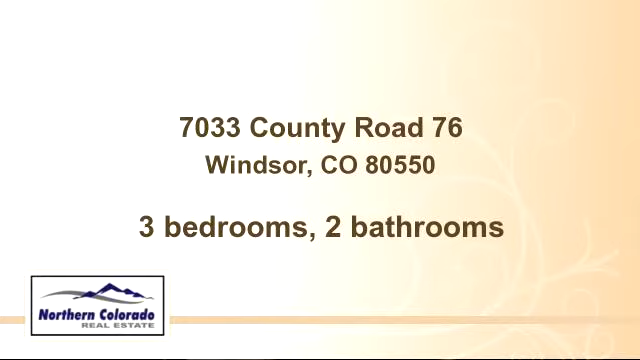 7033 County Road 76
Windsor, CO 80550
3 bedrooms, 2 bathrooms
Northern Colorado
REAL ESTATE